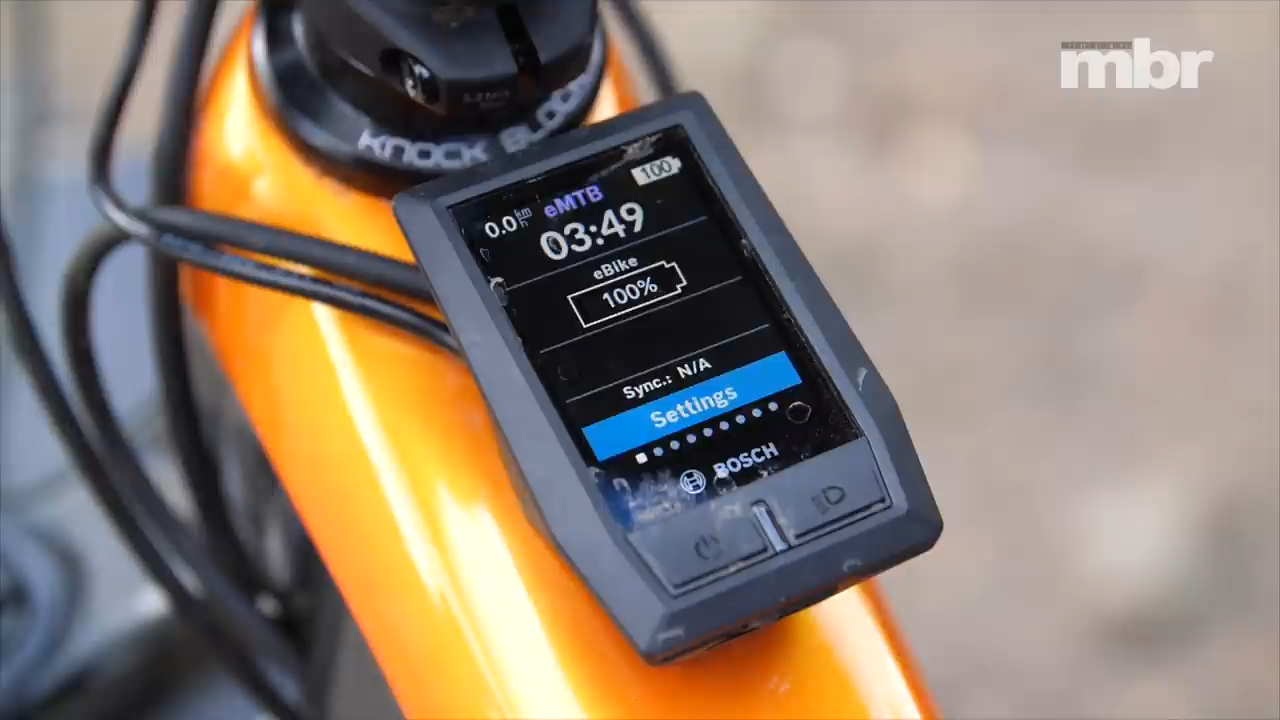 mbr
KNOCK BLOCK
100
eMTB
0.0 km/h
03:49
eBike
100%
Sync.: N/A
Settings
BOSCH